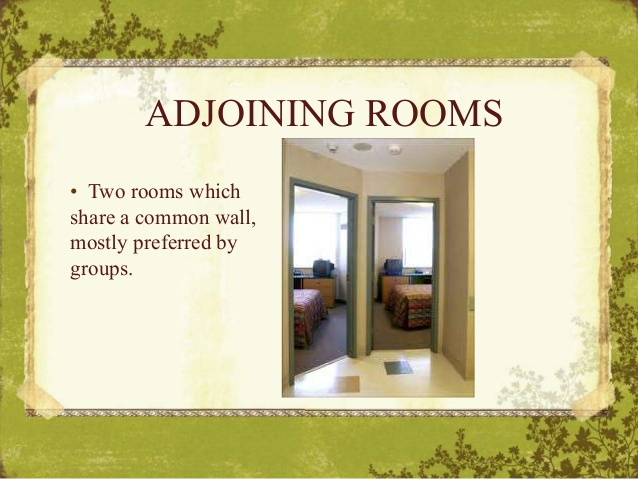 ADJOINING ROOMS
• Two rooms which
share a common wall,
mostly preferred by
groups.